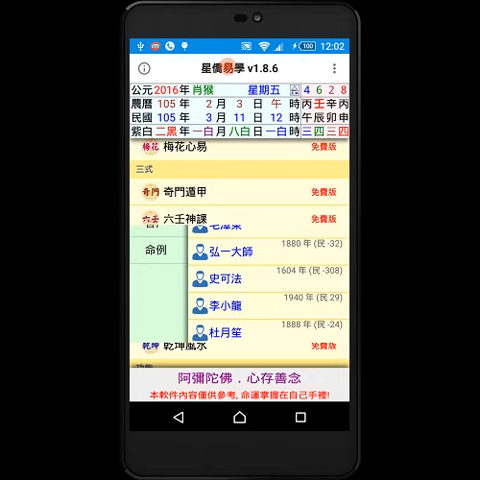 100
12:02
星僑易學 v1.8.6
公元 2016年 肖猴 星期五 4 6 2 8
農曆 105 年 2 月 3 日 午 時 丙 壬 辛 丙
民國 105 年 3 月 11 日 12 時 午 辰 卯 申
紫白 二黑 年 一白 月 八白 日 一白 時 三 四 三 四
梅花 梅花心易 免費版
三式
奇門 奇門遁甲 免費版
六壬 六壬神課 免費版
毛澤東
命例
弘一大師 1880 年 (民 -32)
史可法 1604 年 (民 -308)
李小龍 1940 年 (民 29)
杜月笙 1888 年 (民 -24)
乾坤 乾坤風水 免費版
阿彌陀佛．心存善念
本軟件內容僅供參考, 命運掌握在自己手裡!